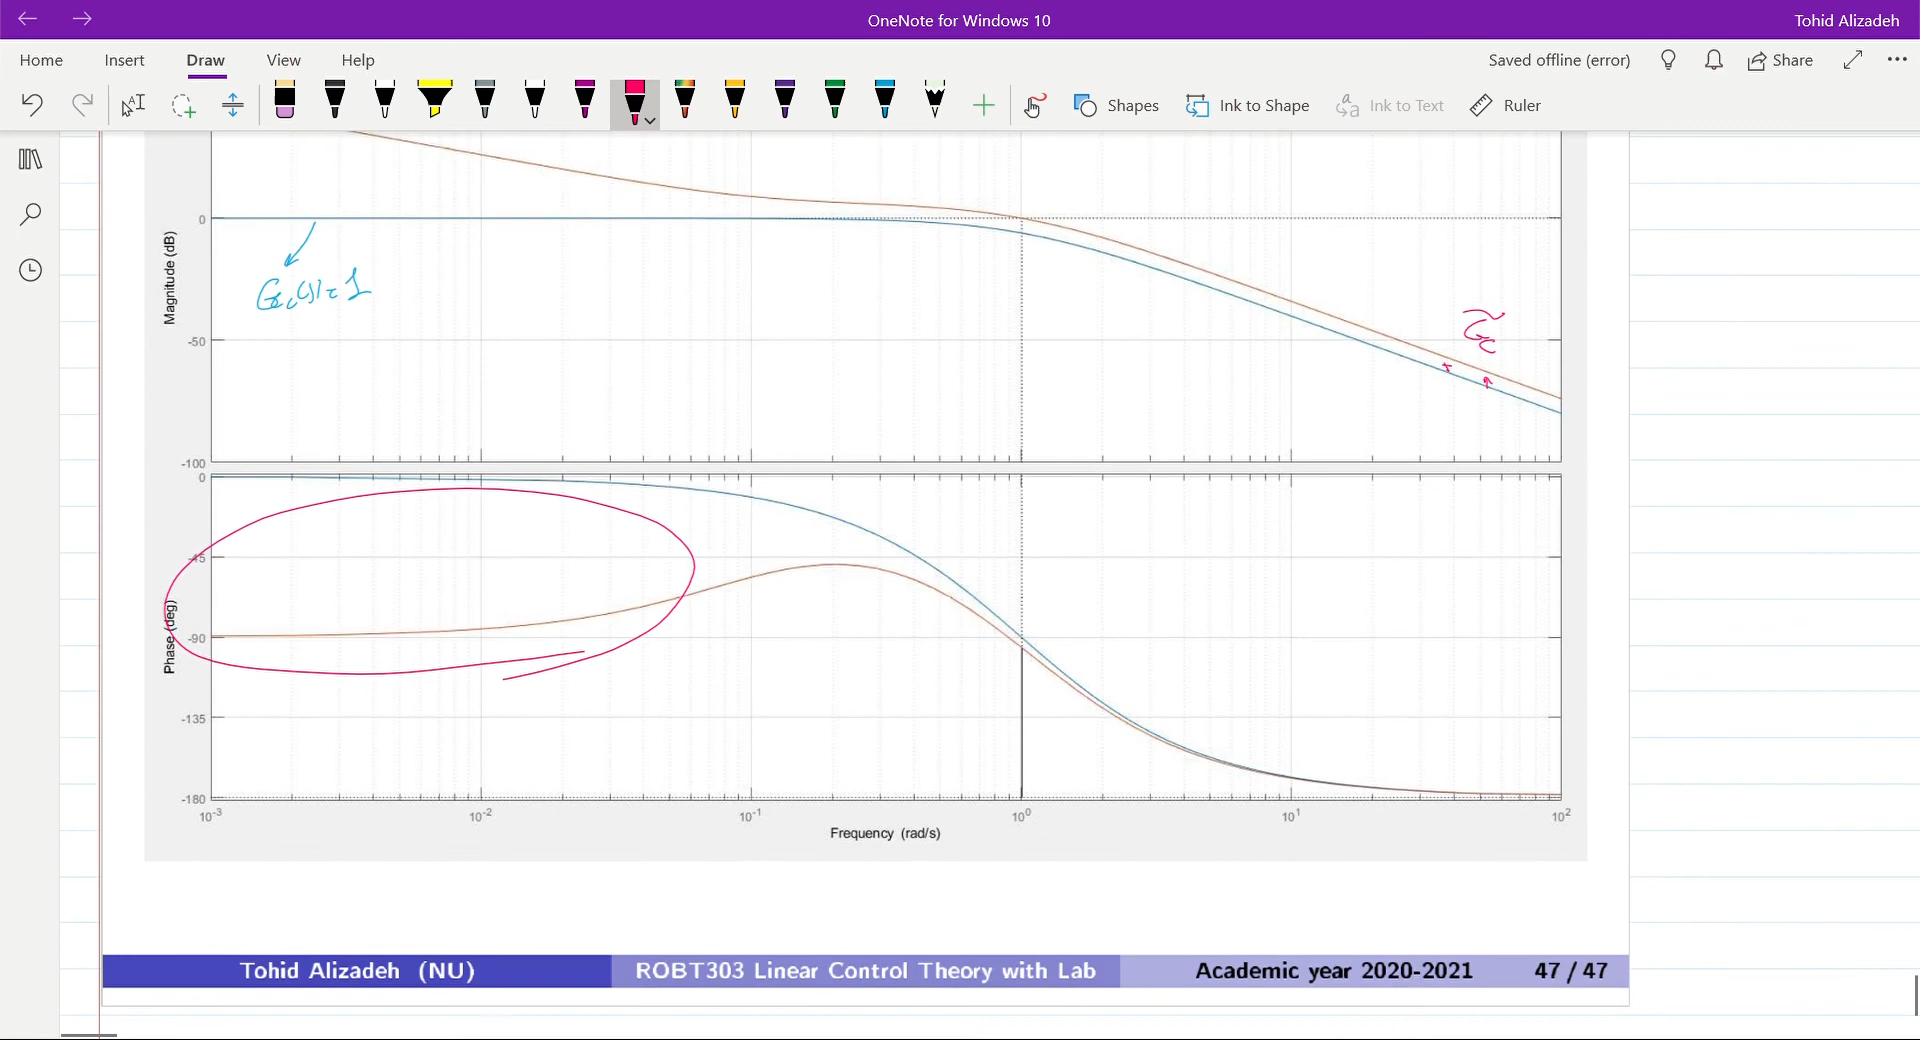 OneNote for Windows 10
Tohid Alizadeh
Home Insert Draw View Help
Saved offline (error)
Share
Shapes
Ink to Shape
Ink to Text
Ruler
Magnitude (dB)
0
-50
-100
Phase (deg)
0
-45
-90
-135
-180
10-3 10-2 10-1 100 101 102
Frequency (rad/s)
Tohid Alizadeh (NU) ROBT303 Linear Control Theory with Lab Academic year 2020-2021 47 / 47